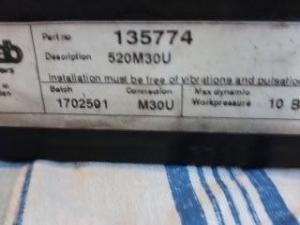 Part no 135774
Description 520M30U
Installation must be free of vibrations and pulsation
Batch Connection Max dynamic
1702501 M30U Workpressure 10 B